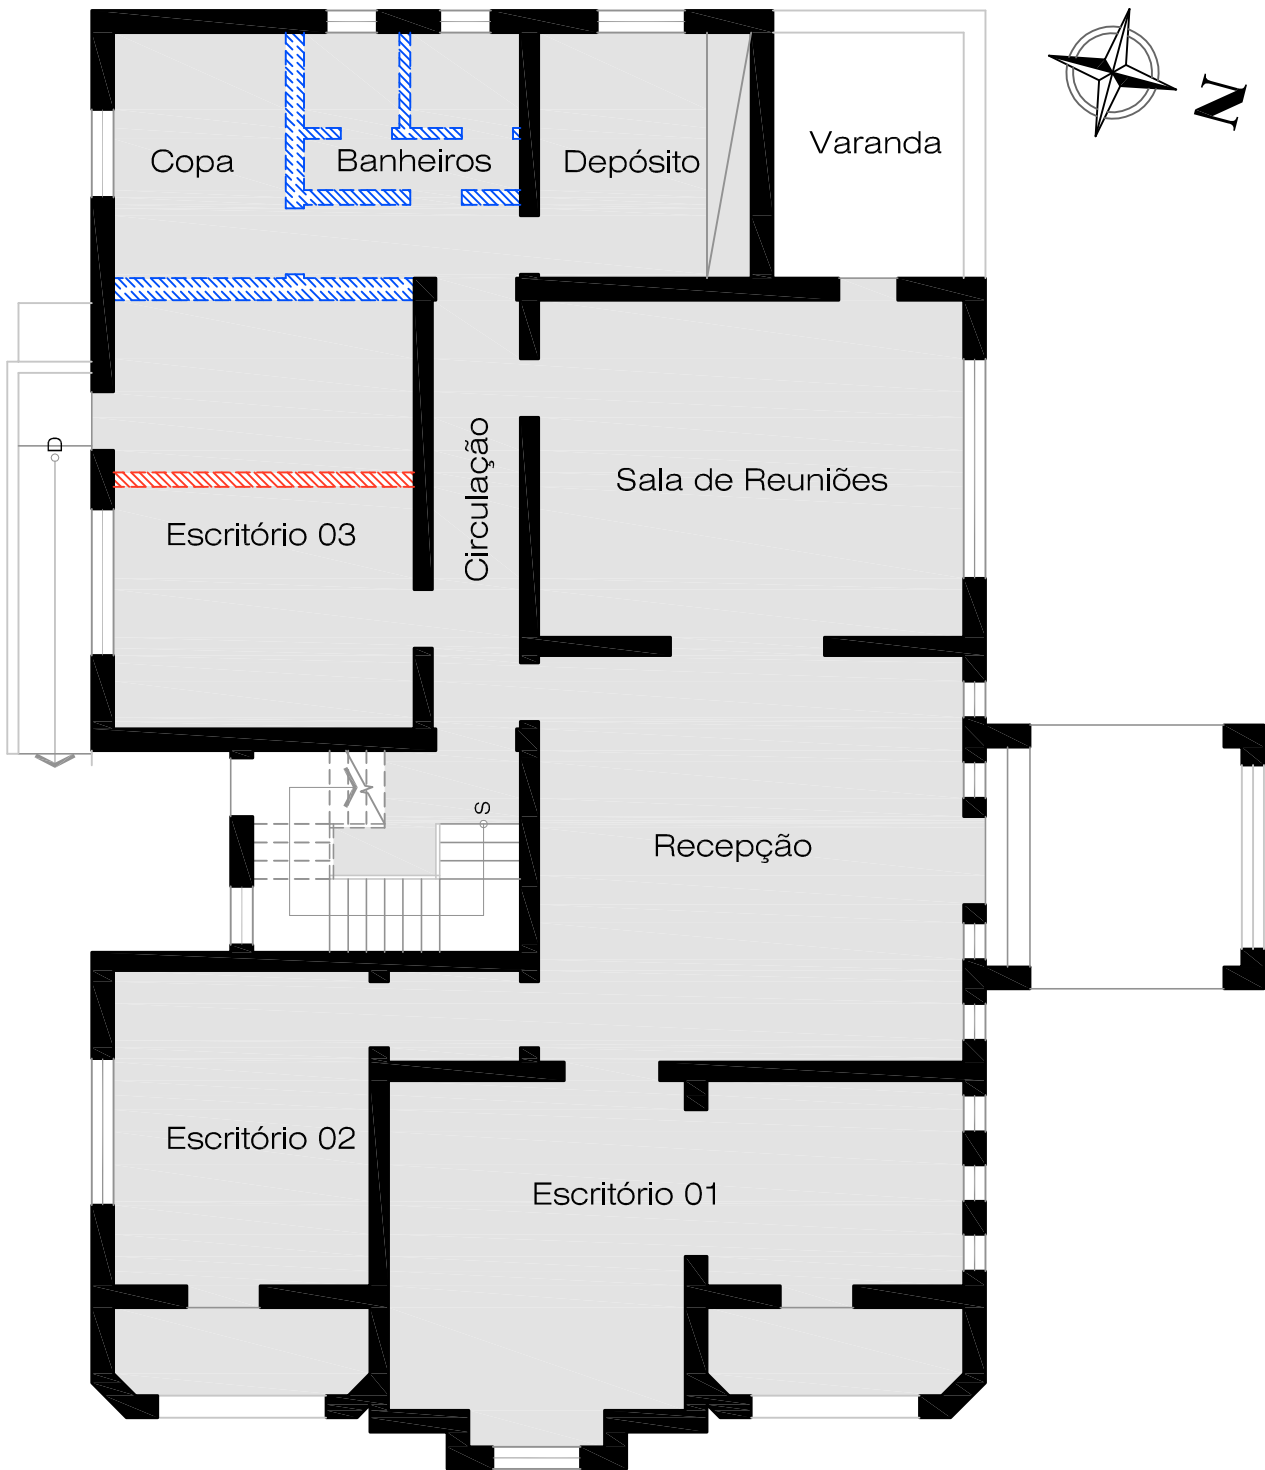 N
Varanda
Copa
Banheiros
Depósito
D
Circulação
Sala de Reuniões
Escritório 03
S
Recepção
Escritório 02
Escritório 01